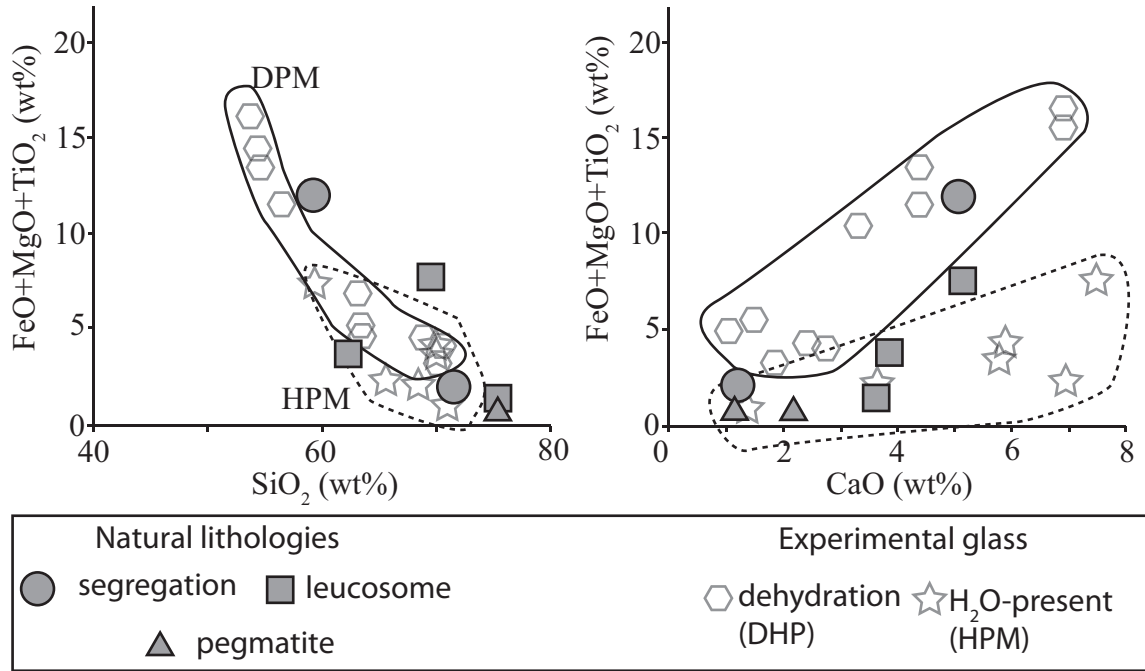 FeO+MgO+TiO₂ (wt%)
20
15
10
5
0
DPM
HPM
40
60
80
SiO₂ (wt%)
FeO+MgO+TiO₂ (wt%)
20
15
10
5
0
0
2
4
6
8
CaO (wt%)
Natural lithologies
segregation
leucosome
pegmatite
Experimental glass
dehydration
(DHP)
H₂O-present
(HPM)